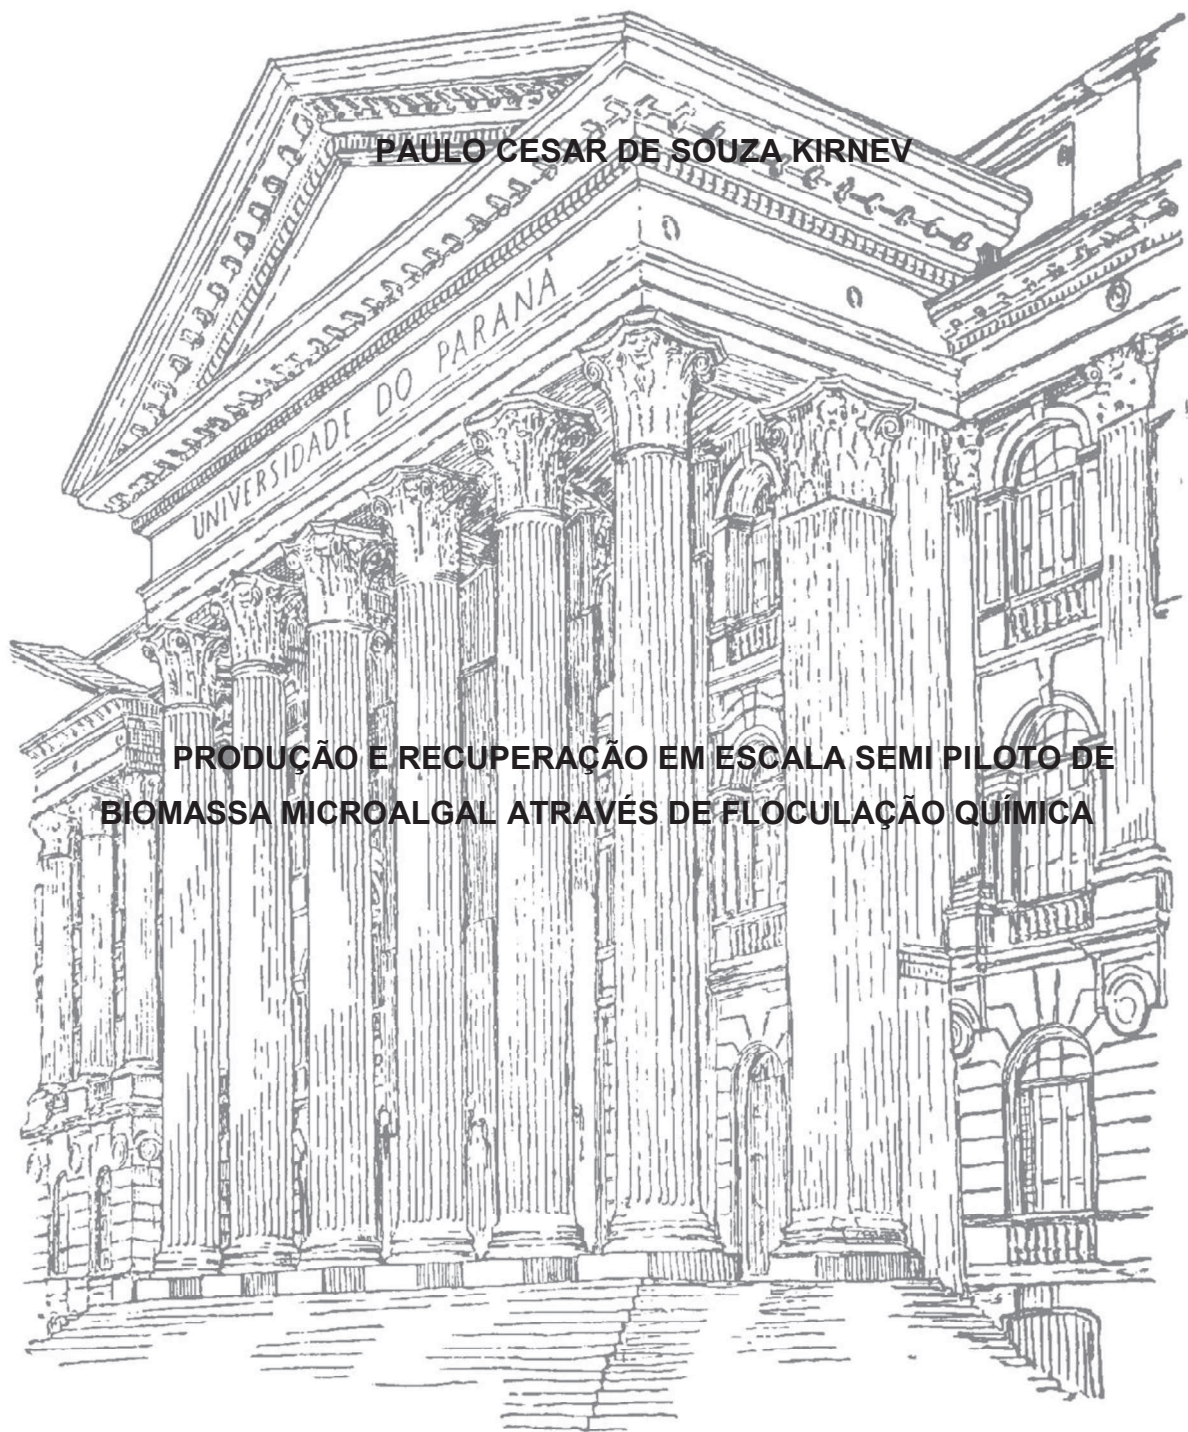 PAULO CESAR DE SOUZA KIRNEV
UNIVERSIDADE DO PARANÁ
PRODUÇÃO E RECUPERAÇÃO EM ESCALA SEMI PILOTO DE
BIOMASSA MICROALGAL ATRAVÉS DE FLOCULAÇÃO QUÍMICA